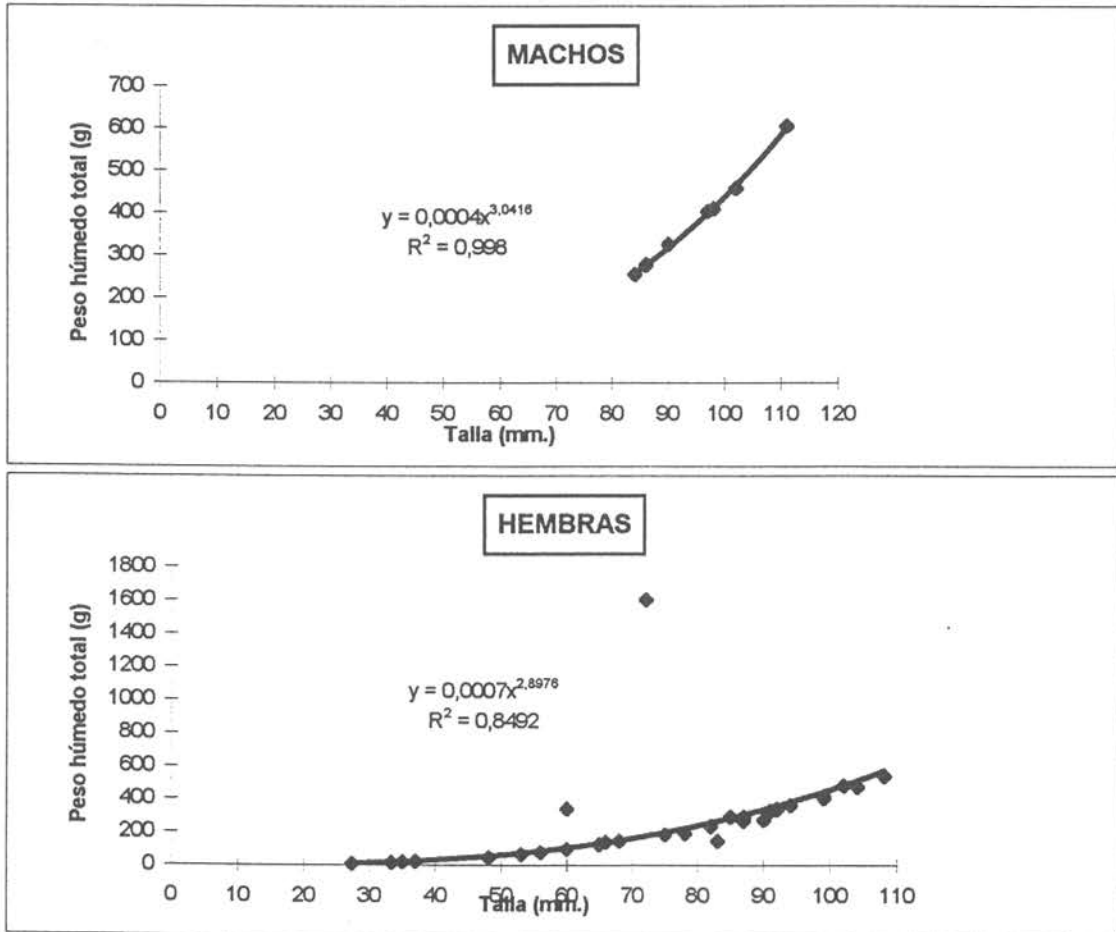 MACHOS
Peso húmedo total (g)
700
600
500
400
300
200
100
0
y = 0,0004x^3,0416
R² = 0,998
0 10 20 30 40 50 60 70 80 90 100 110 120
Talla (mm.)
HEMBRAS
Peso húmedo total (g)
1800
1600
1400
1200
1000
800
600
400
200
0
y = 0,0007x^2,8976
R² = 0,8492
0 10 20 30 40 50 60 70 80 90 100 110
Talla (mm.)